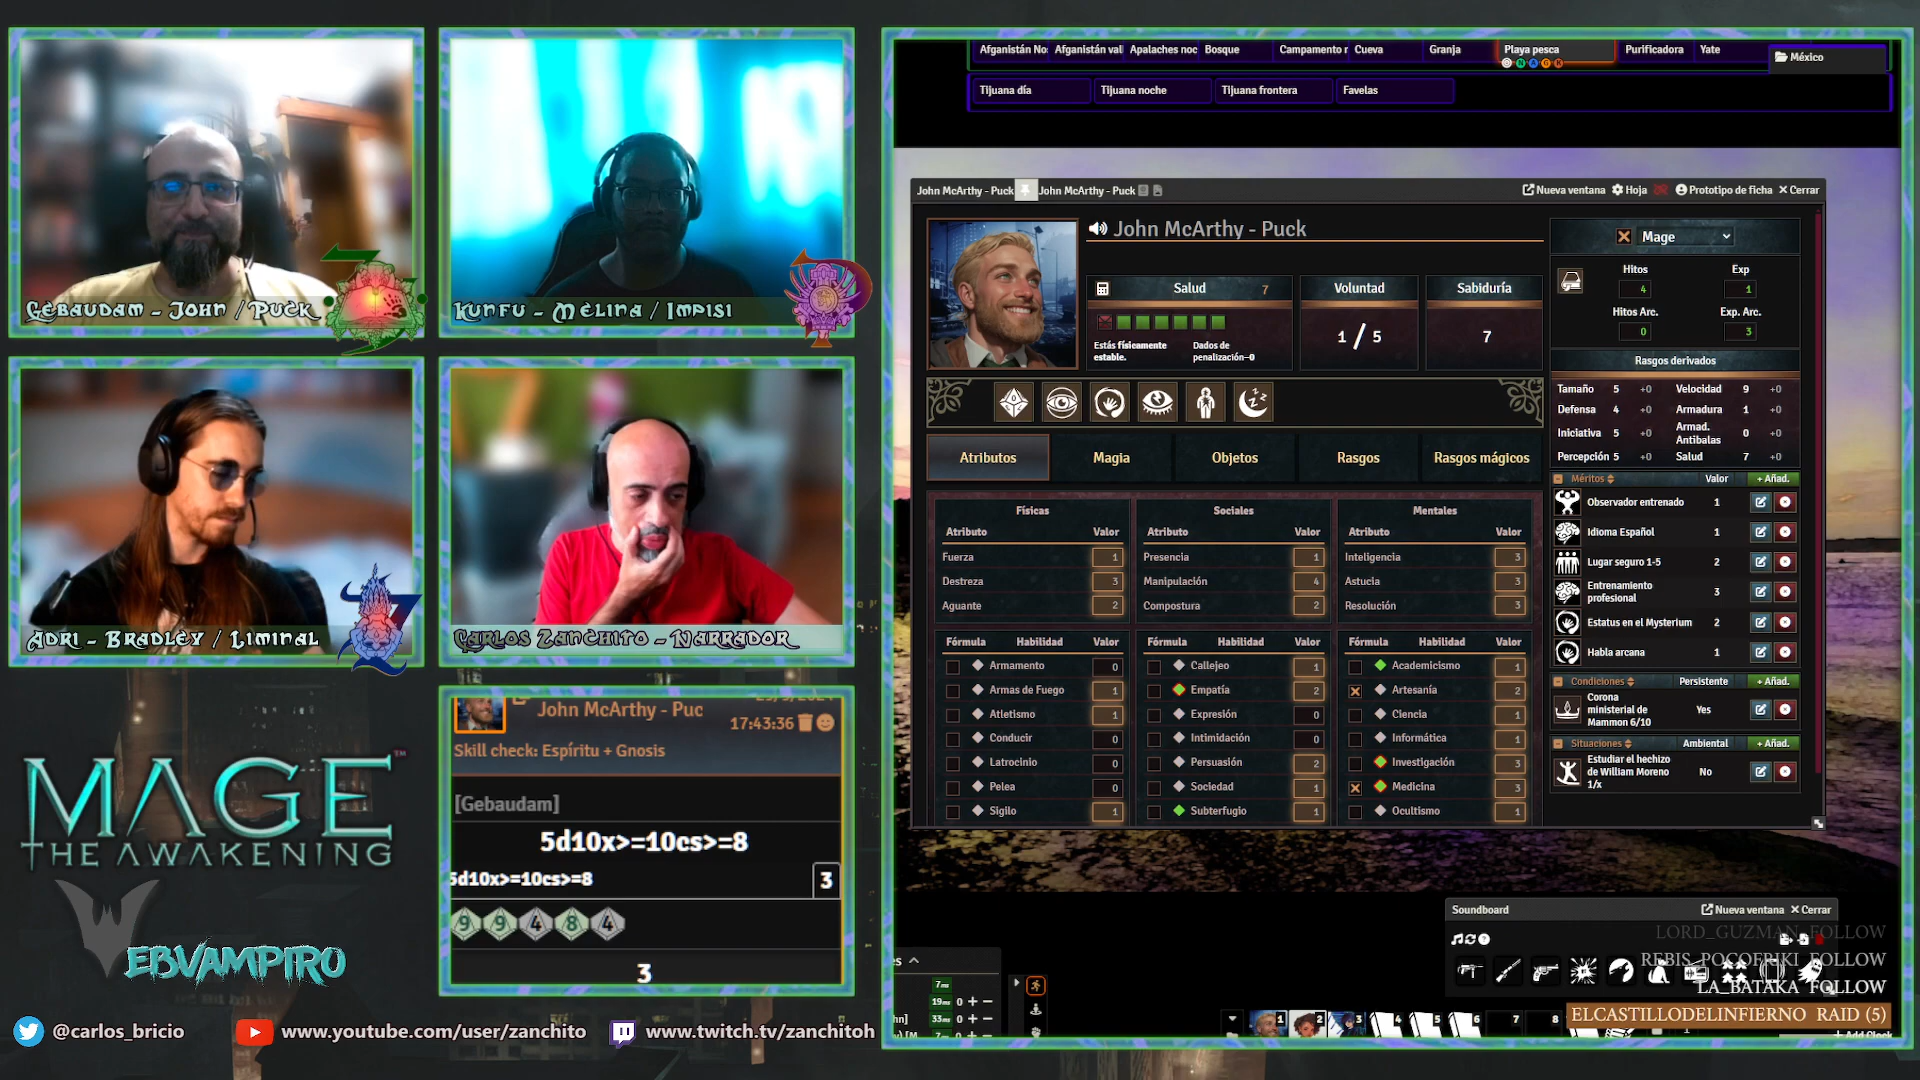 Gebaudam - John / Puck
Kunfu - Melina / Impisi
Adri - Bradley / Liminal
Carlos Zanchito - Narrador
MAGE™
THE AWAKENING
WEBVAMPIRO
@carlos_bricio
www.youtube.com/user/zanchito
www.twitch.tv/zanchitoh
John McArthy - Puc
17:43:36
Skill check: Espíritu + Gnosis
[Gebaudam]
5d10x>=10cs>=8
5d10x>=10cs>=8
3
9 9 4 8 4
3
Afganistán No
Afganistán val
Apalaches noc
Bosque
Campamento r
Cueva
Granja
Playa pesca
Purificadora
Yate
México
Tijuana día
Tijuana noche
Tijuana frontera
Favelas
John McArthy - Puck
John McArthy - Puck
Nueva ventana
Hoja
Prototipo de ficha
Cerrar
John McArthy - Puck
Salud 7
Estás físicamente estable.
Dados de penalización-0
Voluntad
1 / 5
Sabiduría
7
Mage
Hitos 4
Exp 1
Hitos Arc. 0
Exp. Arc. 3
Rasgos derivados
Tamaño 5 +0 Velocidad 9 +0
Defensa 4 +0 Armadura 1 +0
Iniciativa 5 +0 Armad. Antibalas 0 +0
Percepción 5 +0 Salud 7 +0
Atributos
Magia
Objetos
Rasgos
Rasgos mágicos
Físicas
Atributo Valor
Fuerza 1
Destreza 3
Aguante 2
Sociales
Atributo Valor
Presencia 1
Manipulación 4
Compostura 2
Mentales
Atributo Valor
Inteligencia 3
Astucia 3
Resolución 3
Fórmula Habilidad Valor
Armamento 0
Armas de Fuego 1
Atletismo 1
Conducir 0
Latrocinio 0
Pelea 0
Sigilo 1
Fórmula Habilidad Valor
Callejeo 1
Empatía 2
Expresión 0
Intimidación 0
Persuasión 2
Sociedad 1
Subterfugio 1
Fórmula Habilidad Valor
Academicismo 1
Artesanía 2
Ciencia 1
Informática 1
Investigación 3
Medicina 3
Ocultismo 1
Méritos Valor + Añad.
Observador entrenado 1
Idioma Español 1
Lugar seguro 1-5 2
Entrenamiento profesional 3
Estatus en el Mysterium 2
Habla arcana 1
Condiciones Persistente + Añad.
Corona ministerial de Mammon 6/10 Yes
Situaciones Ambiental + Añad.
Estudiar el hechizo de William Moreno 1/x No
Soundboard
Nueva ventana
Cerrar
LORD_GUZMAN_FOLLOW
REBIS_POCOFRIKI FOLLOW
LA_BATAKA FOLLOW
ELCASTILLODELINFIERNO RAID (5)
1 2 3 4 5 6 7 8